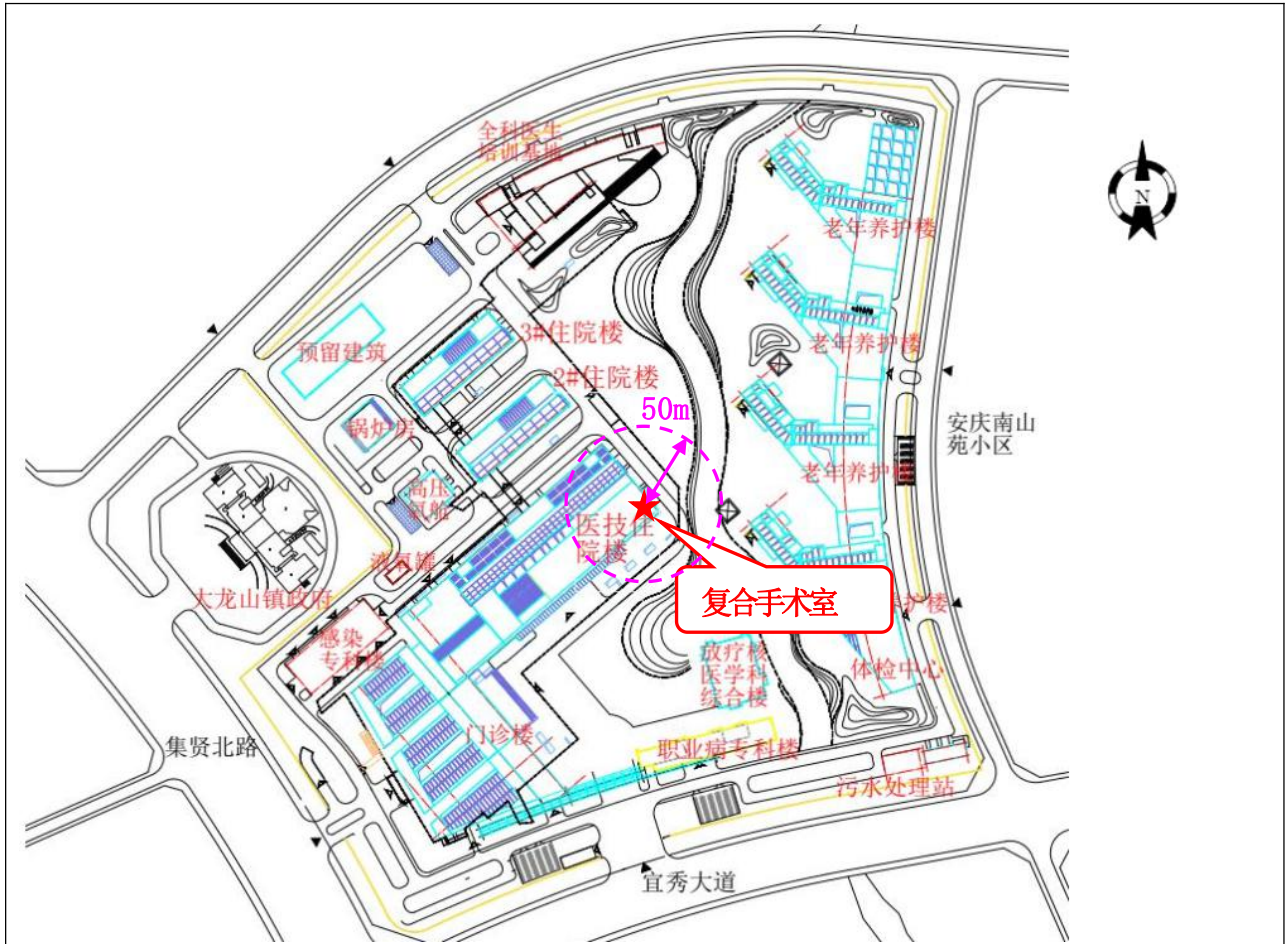 全科医生
培训基地
N
老年养护楼
3#住院楼
预留建筑
老年养护楼
2#住院楼
50m
锅炉房
安庆南山
苑小区
老年养护楼
高压
氧舱
医技住
院楼
液氧罐
大龙山镇政府
复合手术室
护楼
感染
专科楼
放疗核
医学科
综合楼
体检中心
门诊楼
集贤北路
职业病专科楼
污水处理站
宜秀大道